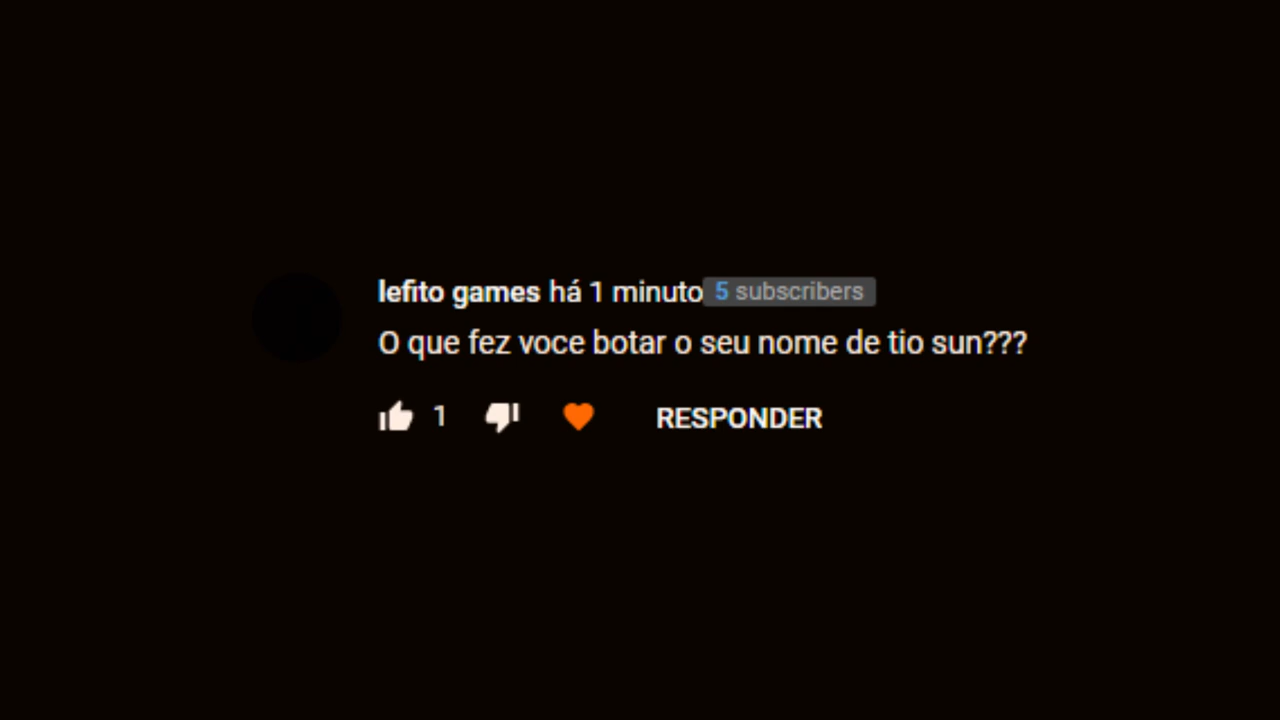 lefito games há 1 minuto 5 subscribers
O que fez voce botar o seu nome de tio sun???
1 RESPONDER